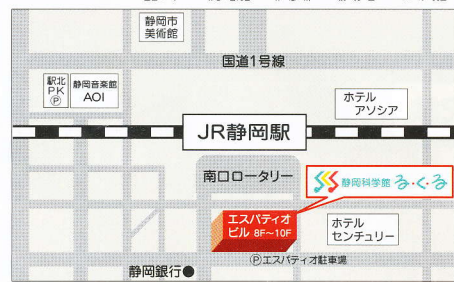 静岡市
美術館
国道1号線
駅北
PK
Ⓟ
静岡音楽館
AOI
ホテル
アソシア
JR静岡駅
南口ロータリー
静岡科学館 る・く・る
エスパティオ
ビル 8F~10F
ホテル
センチュリー
Ⓟエスパティオ駐車場
静岡銀行●